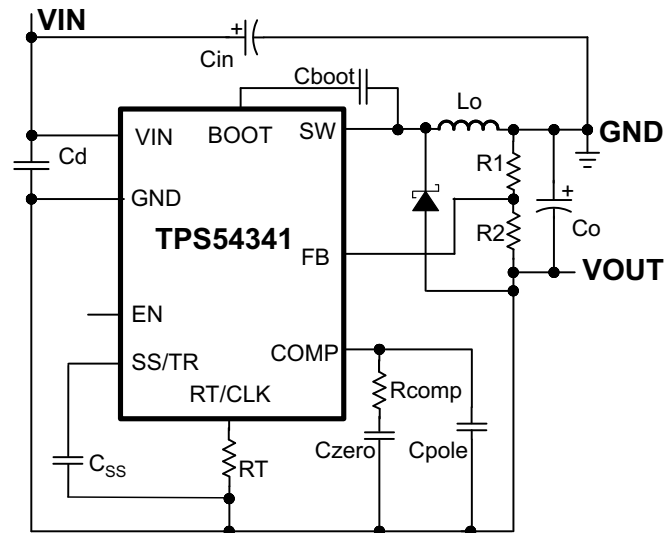 VIN
+
Cin
Cboot
Lo
GND
VIN
BOOT
SW
Cd
R1
+
GND
TPS54341
R2
Co
FB
VOUT
EN
COMP
SS/TR
RT/CLK
Rcomp
Czero
Cpole
CSS
RT